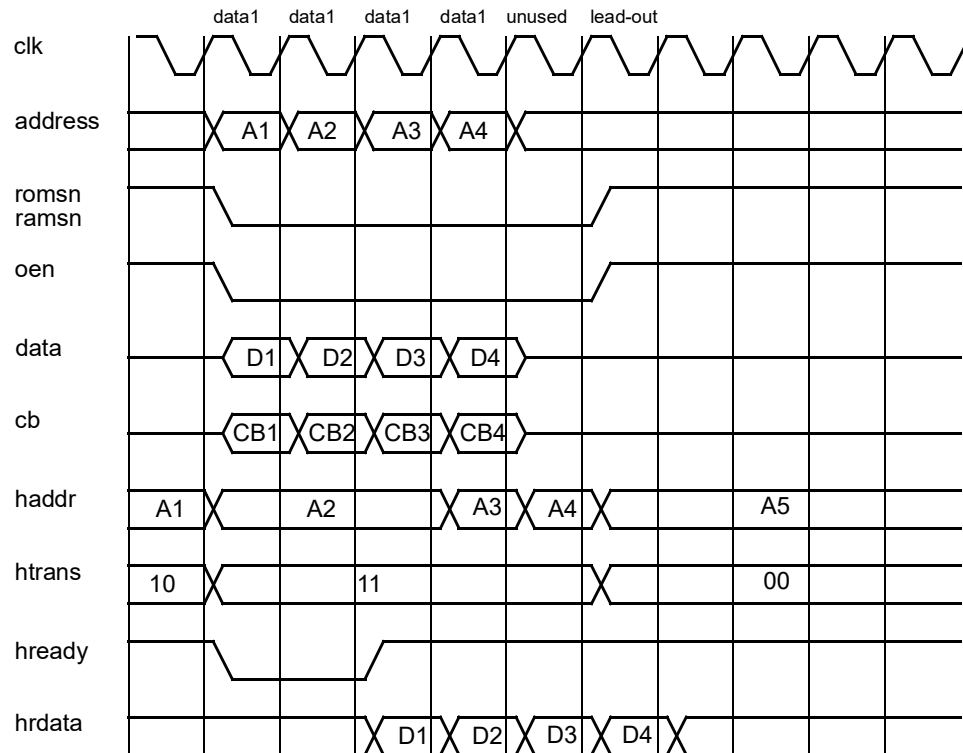 data1 data1 data1 data1 unused lead-out
clk
address A1 A2 A3 A4
romsn
ramsn
oen
data D1 D2 D3 D4
cb CB1 CB2 CB3 CB4
haddr A1 A2 A3 A4 A5
htrans 10 11 00
hready
hrdata D1 D2 D3 D4